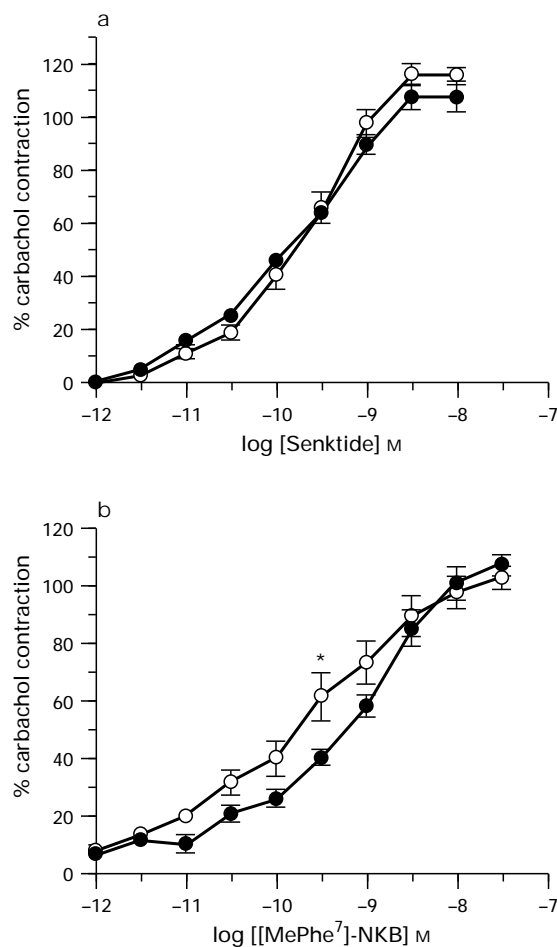 a
120
100
80
60
40
20
0
% carbachol contraction
–12 –11 –10 –9 –8 –7
log [Senktide] M
b
120
100
80
60
40
20
0
% carbachol contraction
*
–12 –11 –10 –9 –8 –7
log [[MePhe⁷]-NKB] M